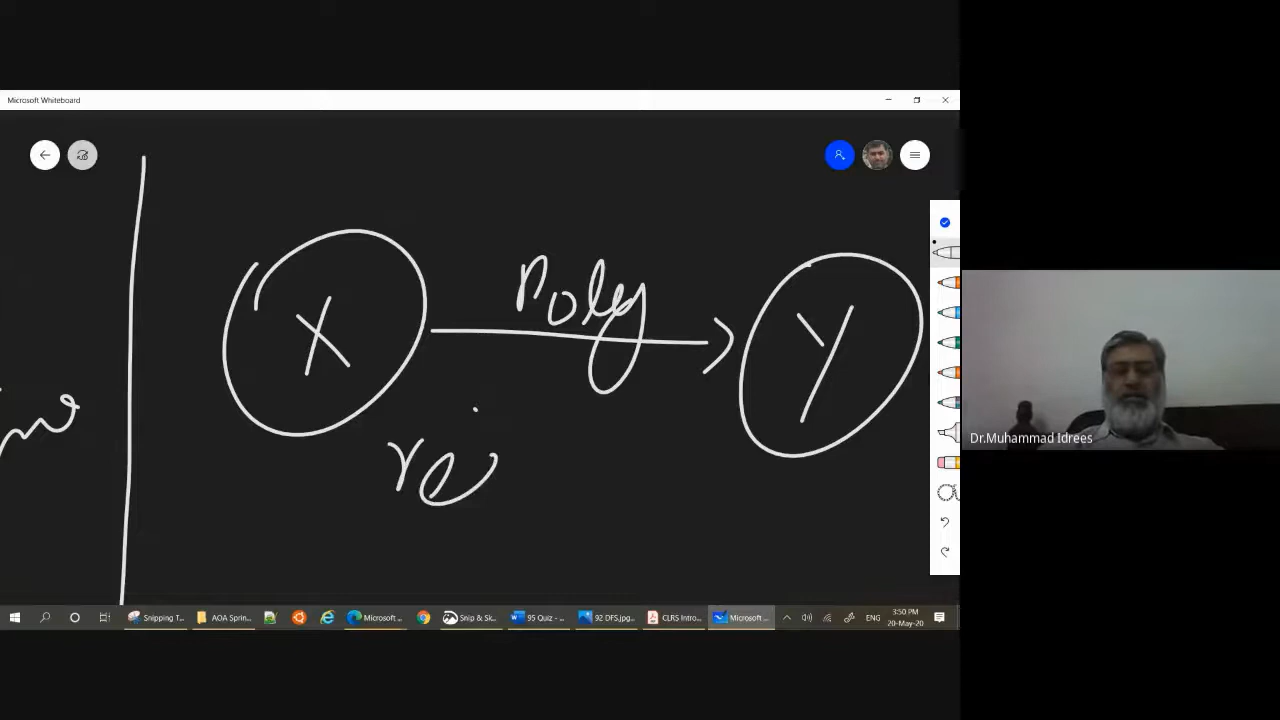 Microsoft Whiteboard
Poly
X
Y
re
Dr.Muhammad Idrees
Snipping T...
AOA Sprin...
Microsoft ...
Snip & Sk...
95 Quiz - ...
92 DFS.jpg...
CLRS Intro...
Microsoft ...
ENG
3:50 PM
20-May-20